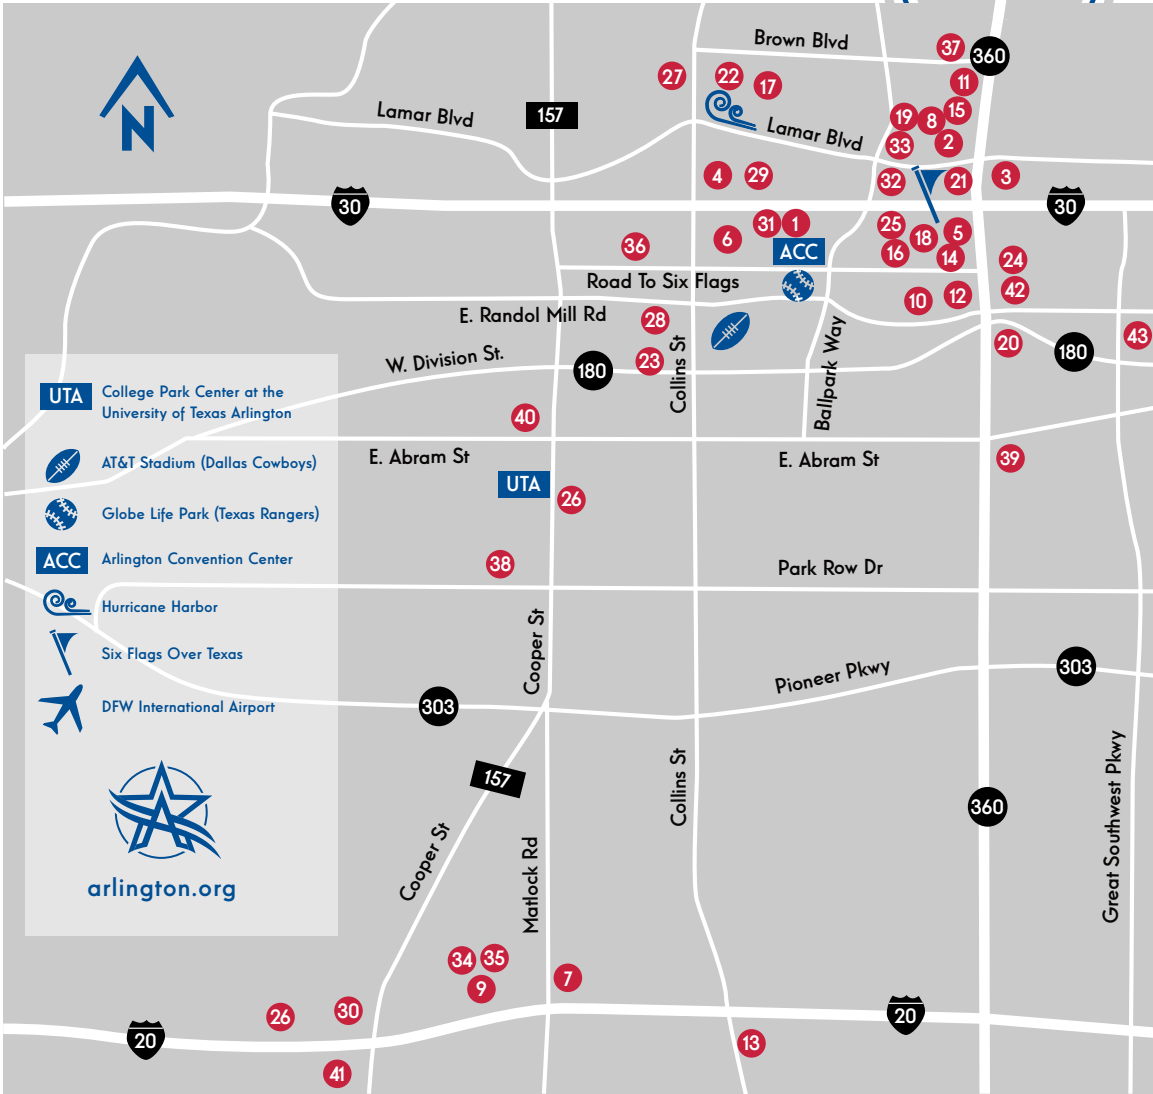 Brown Blvd
37
360
27
22
17
11
Lamar Blvd
157
19
8
15
Lamar Blvd
33
2
N
4
29
32
21
3
30
30
31
1
25
18
5
36
6
ACC
16
14
24
Road To Six Flags
10
12
42
E. Randol Mill Rd
28
43
20
180
W. Division St.
23
180
Collins St
Ballpark Way
UTA
College Park Center at the
University of Texas Arlington
40
E. Abram St
E. Abram St
39
AT&T Stadium (Dallas Cowboys)
UTA
26
Globe Life Park (Texas Rangers)
ACC
Arlington Convention Center
38
Park Row Dr
Hurricane Harbor
Six Flags Over Texas
Cooper St
Pioneer Pkwy
303
DFW International Airport
303
157
Collins St
360
Great Southwest Pkwy
Cooper St
Matlock Rd
arlington.org
34
35
9
7
26
30
20
20
13
41